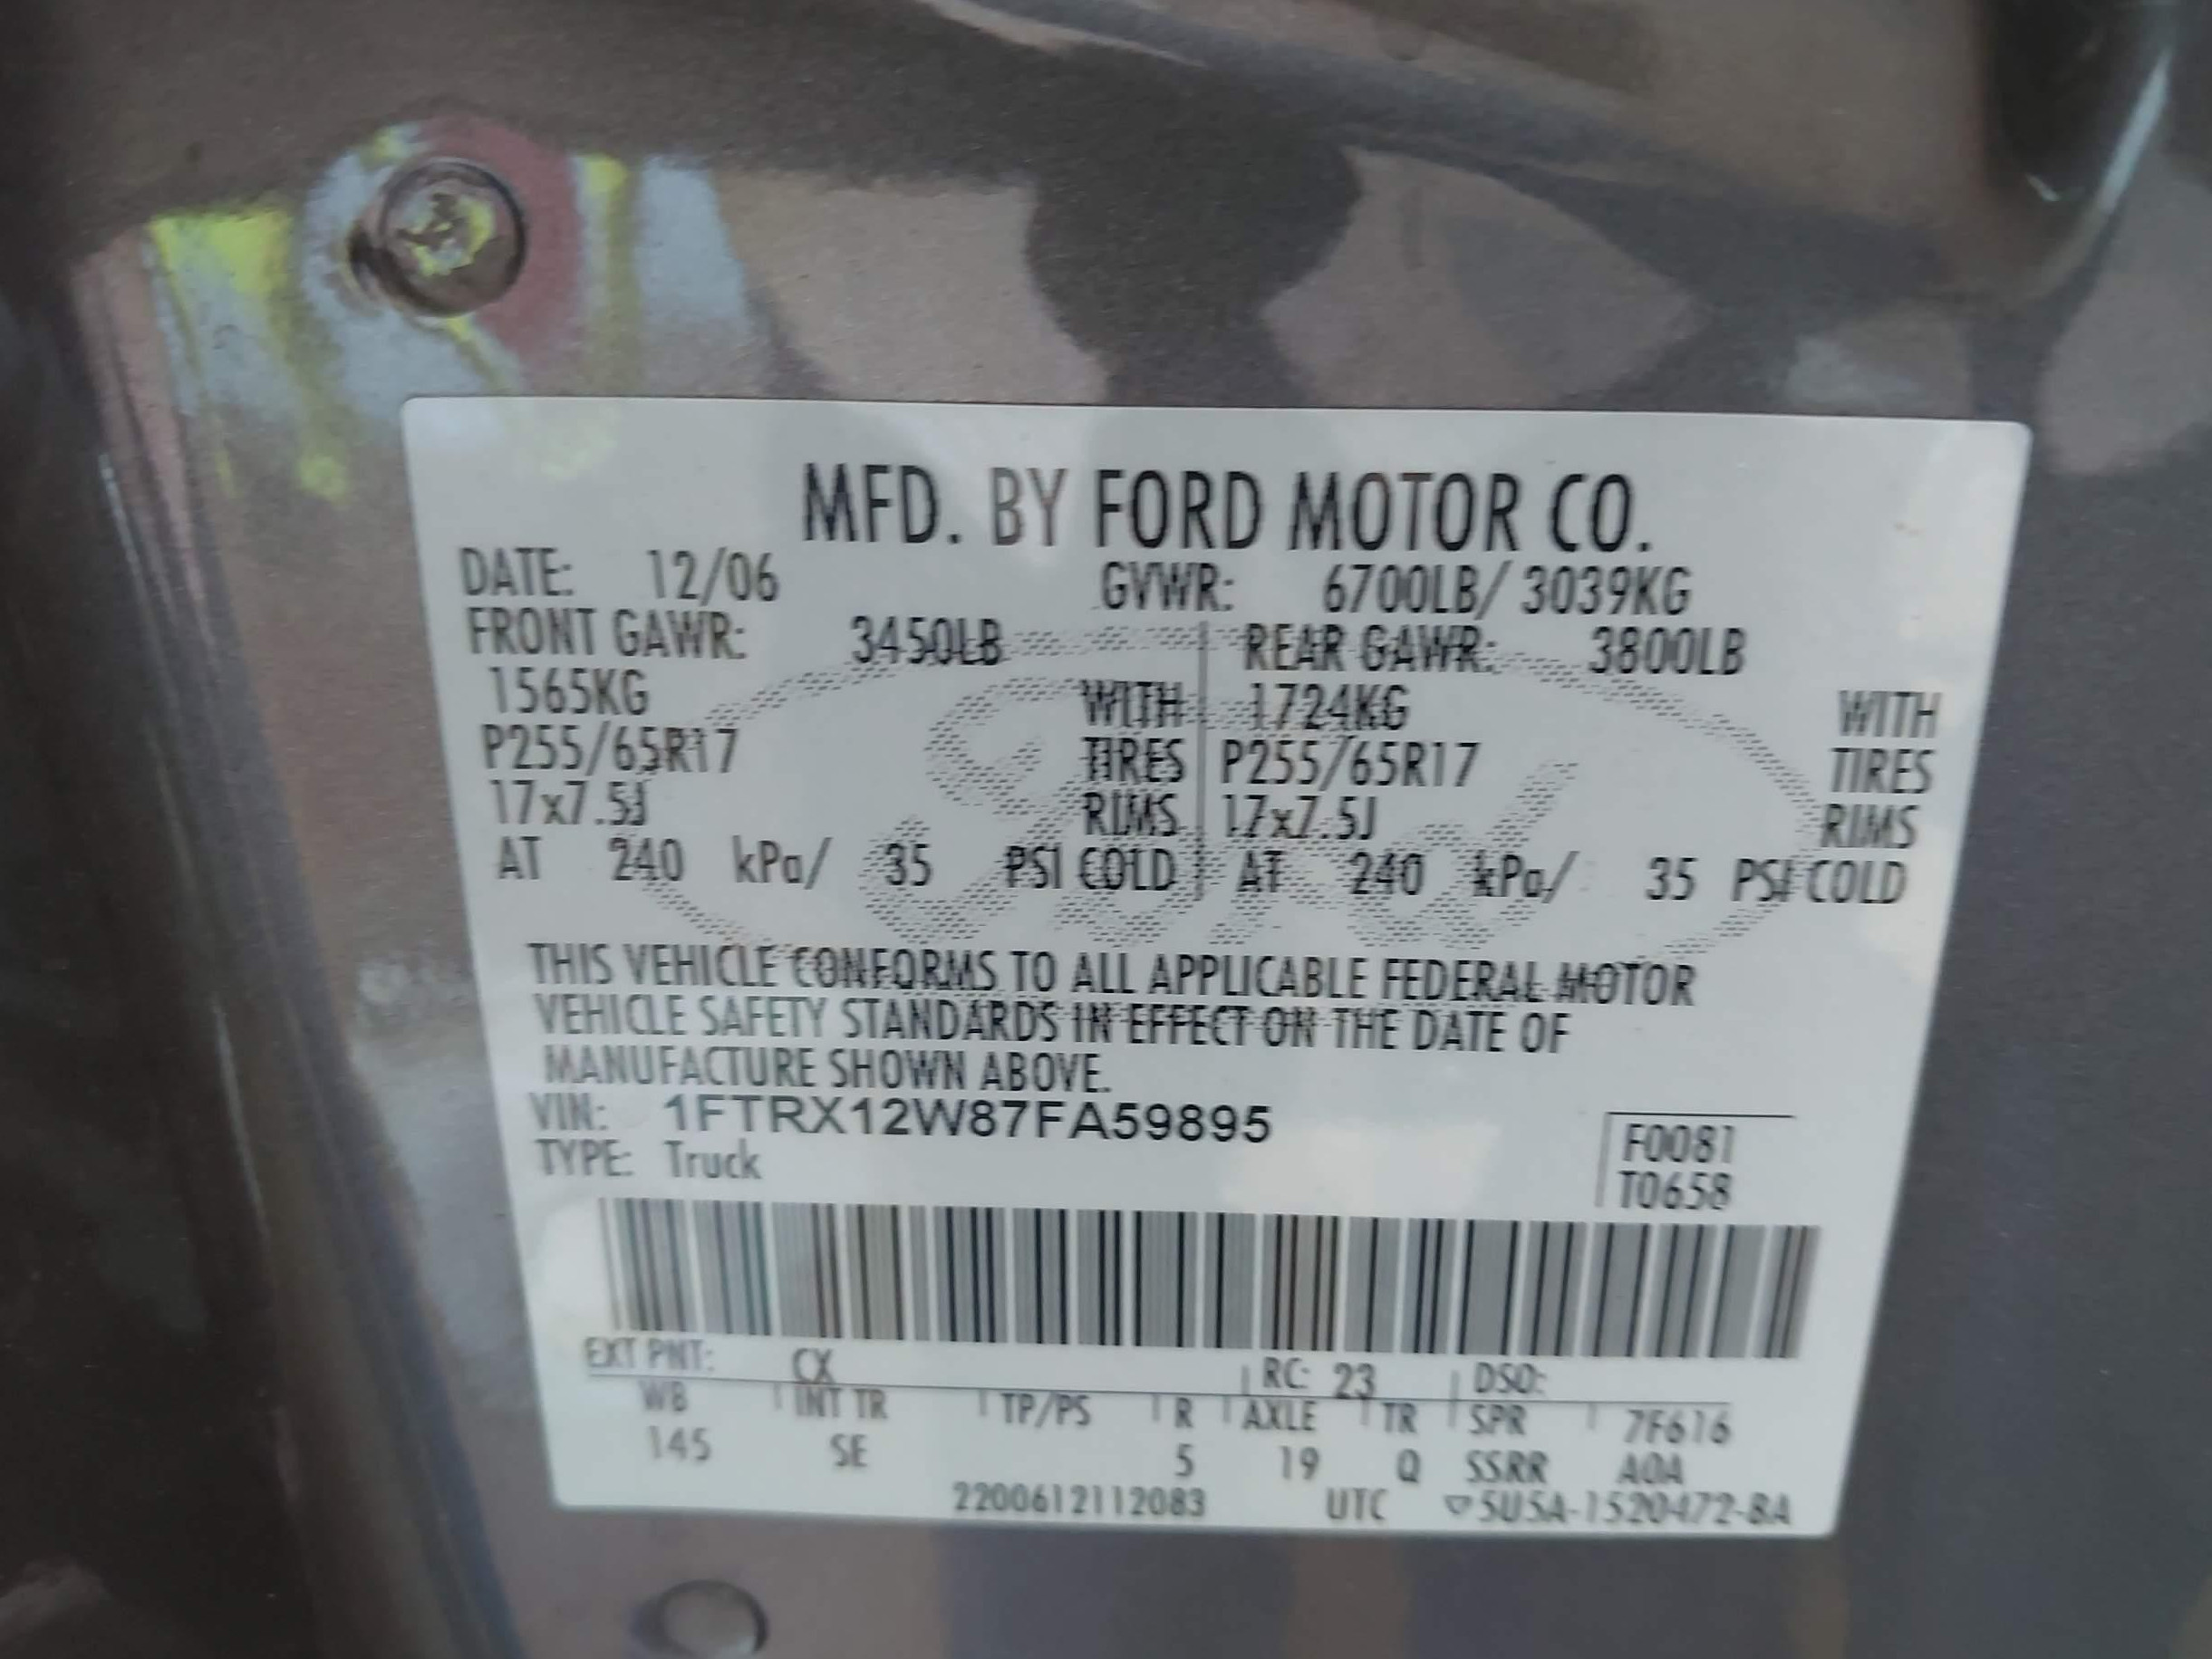 MFD. BY FORD MOTOR CO.
DATE: 12/06 GVWR: 6700LB/ 3039KG
FRONT GAWR: 3450LB REAR GAWR: 3800LB
1565KG WITH 1724KG WITH
P255/65R17 TIRES P255/65R17 TIRES
17x7.5J RIMS 17x7.5J RIMS
AT 240 kPa/ 35 PSI COLD AT 240 kPa/ 35 PSI COLD
Ford
THIS VEHICLE CONFORMS TO ALL APPLICABLE FEDERAL MOTOR
VEHICLE SAFETY STANDARDS IN EFFECT ON THE DATE OF
MANUFACTURE SHOWN ABOVE.
VIN: 1FTRX12W87FA59895
TYPE: Truck
F0081
T0658
EXT PNT: CX RC: 23 DSO:
WB INT TR TP/PS R AXLE TR SPR 7F616
145 SE 5 19 Q SSRR AOA
2200612112083 UTC ▽5U5A-1520472-BA